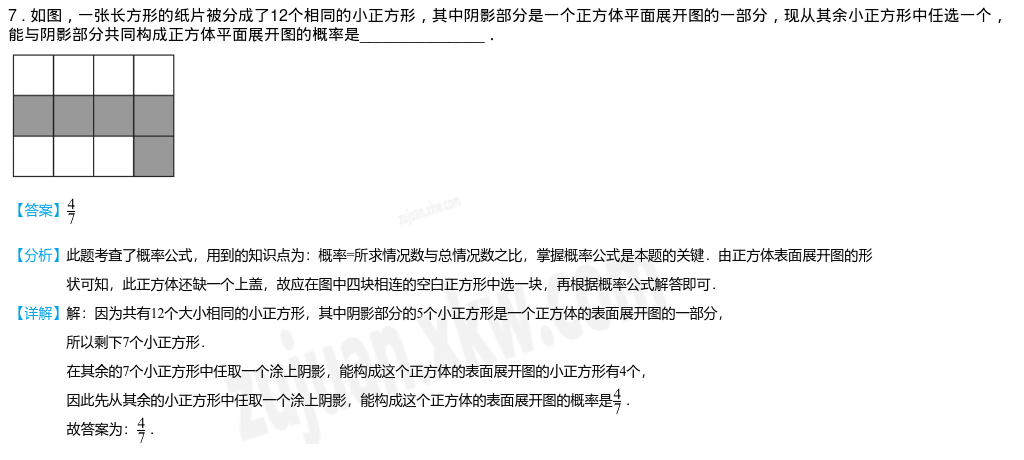 7．如图，一张长方形的纸片被分成了12个相同的小正方形，其中阴影部分是一个正方体平面展开图的一部分，现从其余小正方形中任选一个，
能与阴影部分共同构成正方体平面展开图的概率是________________．
【答案】4/7
zujuan.xkw.com
【分析】此题考查了概率公式，用到的知识点为：概率=所求情况数与总情况数之比，掌握概率公式是本题的关键．由正方体表面展开图的形
状可知，此正方体还缺一个上盖，故应在图中四块相连的空白正方形中选一块，再根据概率公式解答即可．
【详解】解：因为共有12个大小相同的小正方形，其中阴影部分的5个小正方形是一个正方体的表面展开图的一部分，
所以剩下7个小正方形．
在其余的7个小正方形中任取一个涂上阴影，能构成这个正方体的表面展开图的小正方形有4个，
因此先从其余的小正方形中任取一个涂上阴影，能构成这个正方体的表面展开图的概率是4/7．
故答案为：4/7．
zujuan.xkw.com